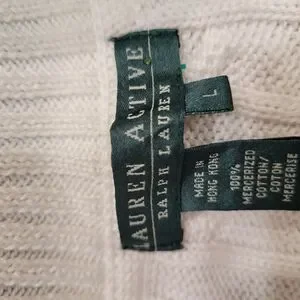 LAUREN ACTIVE
RALPH LAUREN
L
MADE IN
HONG KONG
100%
MERCERIZED
COTTON/
COTON
MERCERISE